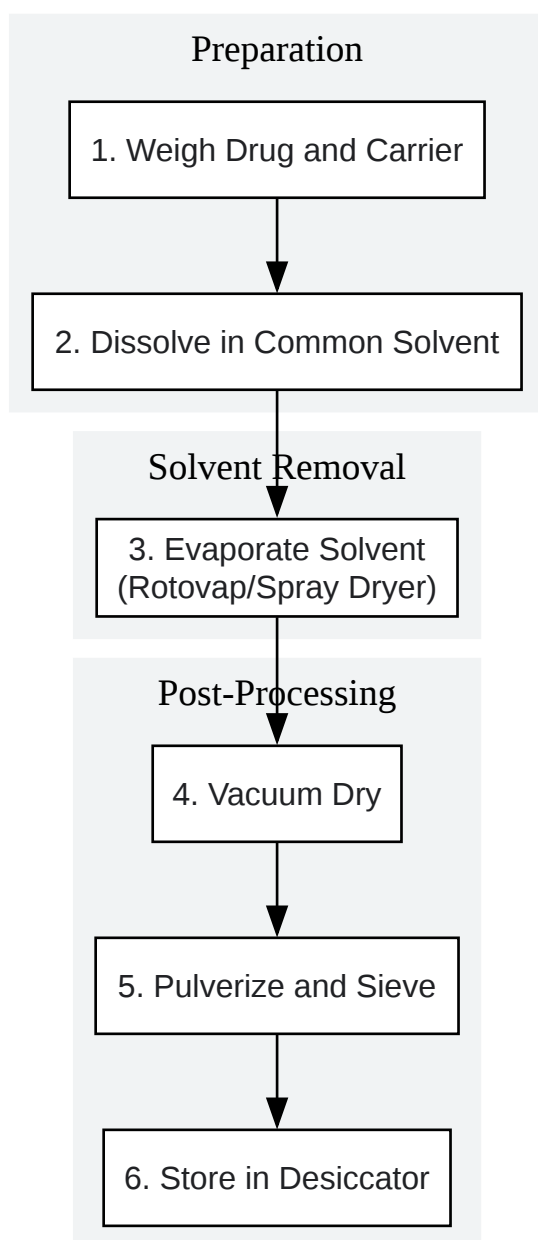 Preparation
1. Weigh Drug and Carrier
2. Dissolve in Common Solvent
Solvent Removal
3. Evaporate Solvent
(Rotovap/Spray Dryer)
Post-Processing
4. Vacuum Dry
5. Pulverize and Sieve
6. Store in Desiccator